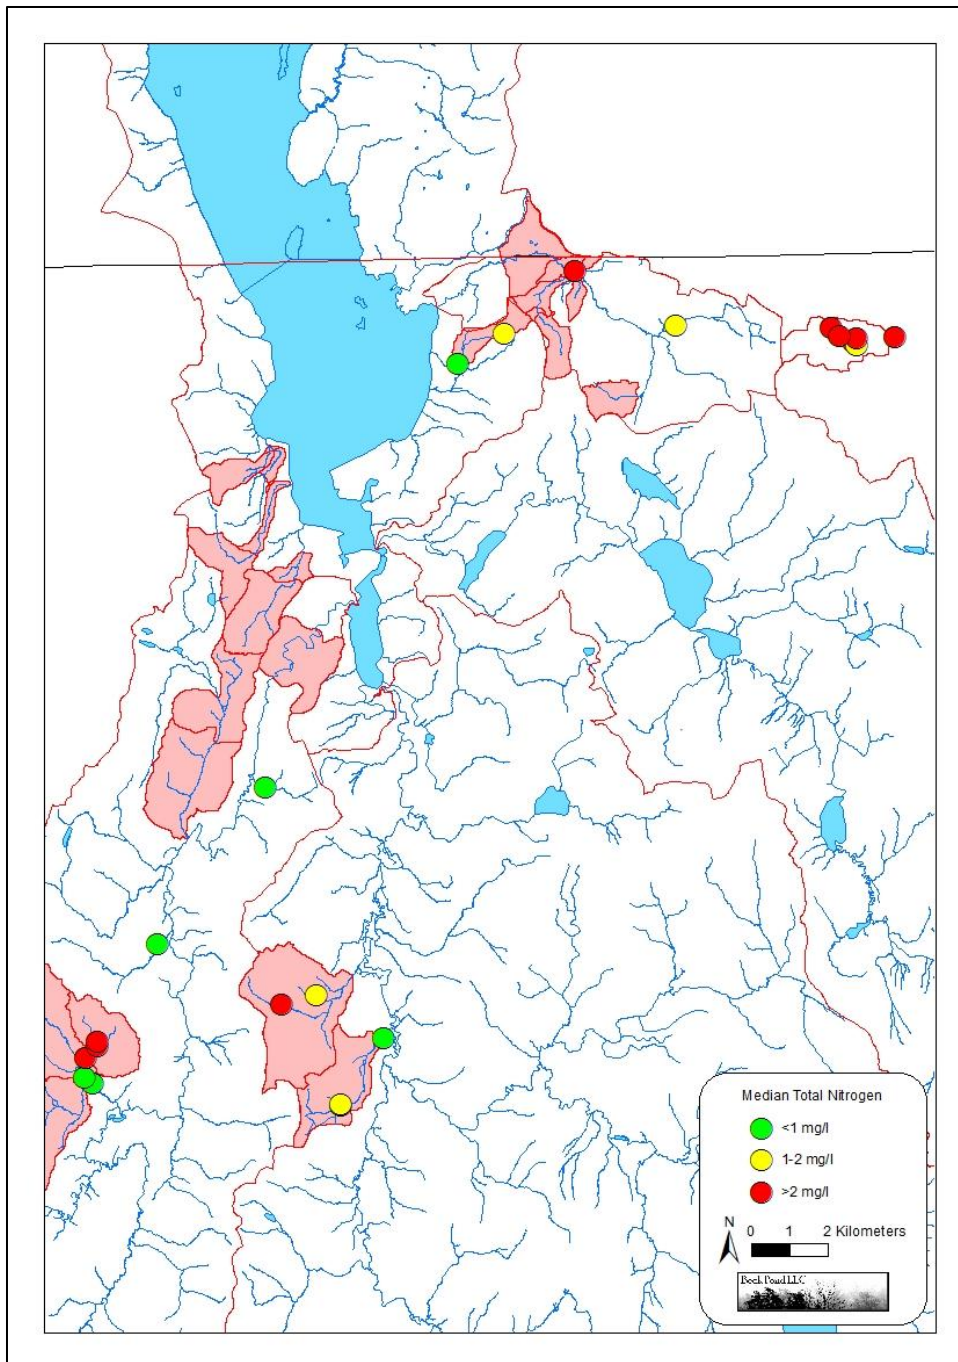 Median Total Nitrogen
<1 mg/l
1-2 mg/l
>2 mg/l
N
0 1 2 Kilometers
Beck Pond LLC